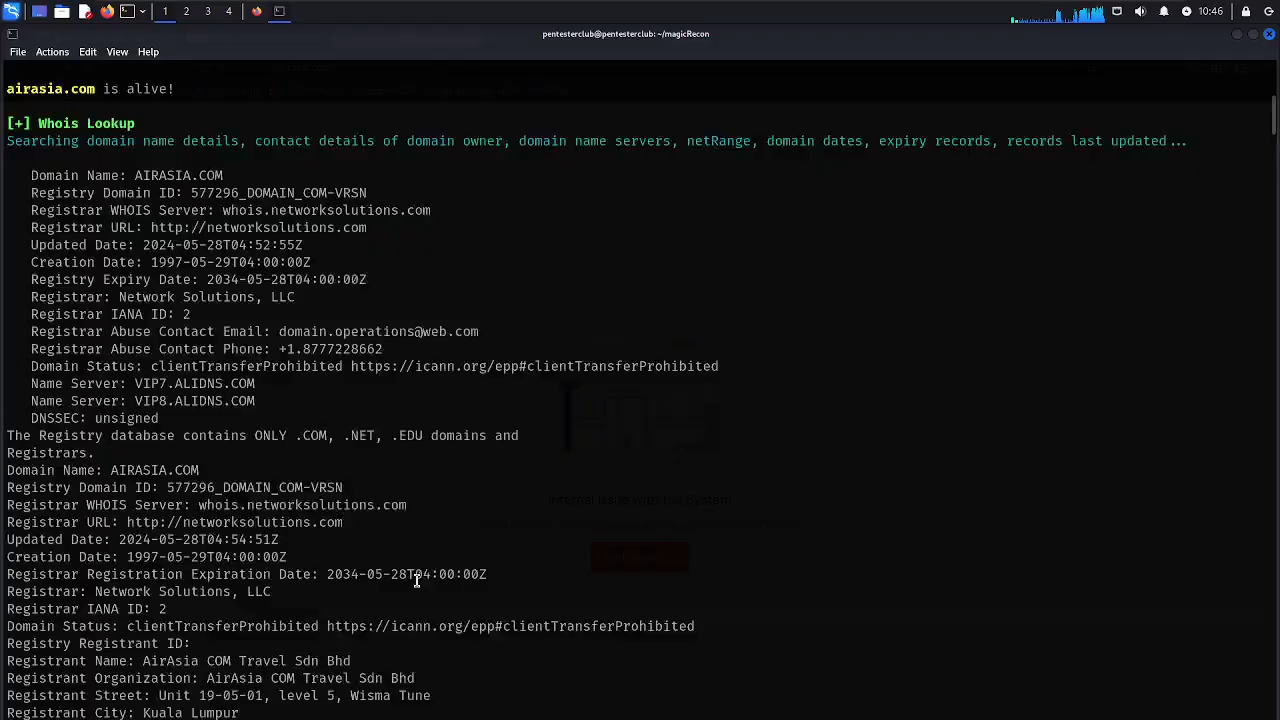 1 2 3 4 10:46
pentesterclub@pentesterclub: ~/magicRecon
File Actions Edit View Help
airasia.com is alive!
[+] Whois Lookup
Searching domain name details, contact details of domain owner, domain name servers, netRange, domain dates, expiry records, records last updated...
Domain Name: AIRASIA.COM
Registry Domain ID: 577296_DOMAIN_COM-VRSN
Registrar WHOIS Server: whois.networksolutions.com
Registrar URL: http://networksolutions.com
Updated Date: 2024-05-28T04:52:55Z
Creation Date: 1997-05-29T04:00:00Z
Registry Expiry Date: 2034-05-28T04:00:00Z
Registrar: Network Solutions, LLC
Registrar IANA ID: 2
Registrar Abuse Contact Email: domain.operations@web.com
Registrar Abuse Contact Phone: +1.8777228662
Domain Status: clientTransferProhibited https://icann.org/epp#clientTransferProhibited
Name Server: VIP7.ALIDNS.COM
Name Server: VIP8.ALIDNS.COM
DNSSEC: unsigned
The Registry database contains ONLY .COM, .NET, .EDU domains and
Registrars.
Domain Name: AIRASIA.COM
Registry Domain ID: 577296_DOMAIN_COM-VRSN
Registrar WHOIS Server: whois.networksolutions.com
Registrar URL: http://networksolutions.com
Updated Date: 2024-05-28T04:54:51Z
Creation Date: 1997-05-29T04:00:00Z
Registrar Registration Expiration Date: 2034-05-28T04:00:00Z
Registrar: Network Solutions, LLC
Registrar IANA ID: 2
Domain Status: clientTransferProhibited https://icann.org/epp#clientTransferProhibited
Registry Registrant ID:
Registrant Name: AirAsia COM Travel Sdn Bhd
Registrant Organization: AirAsia COM Travel Sdn Bhd
Registrant Street: Unit 19-05-01, level 5, Wisma Tune
Registrant City: Kuala Lumpur